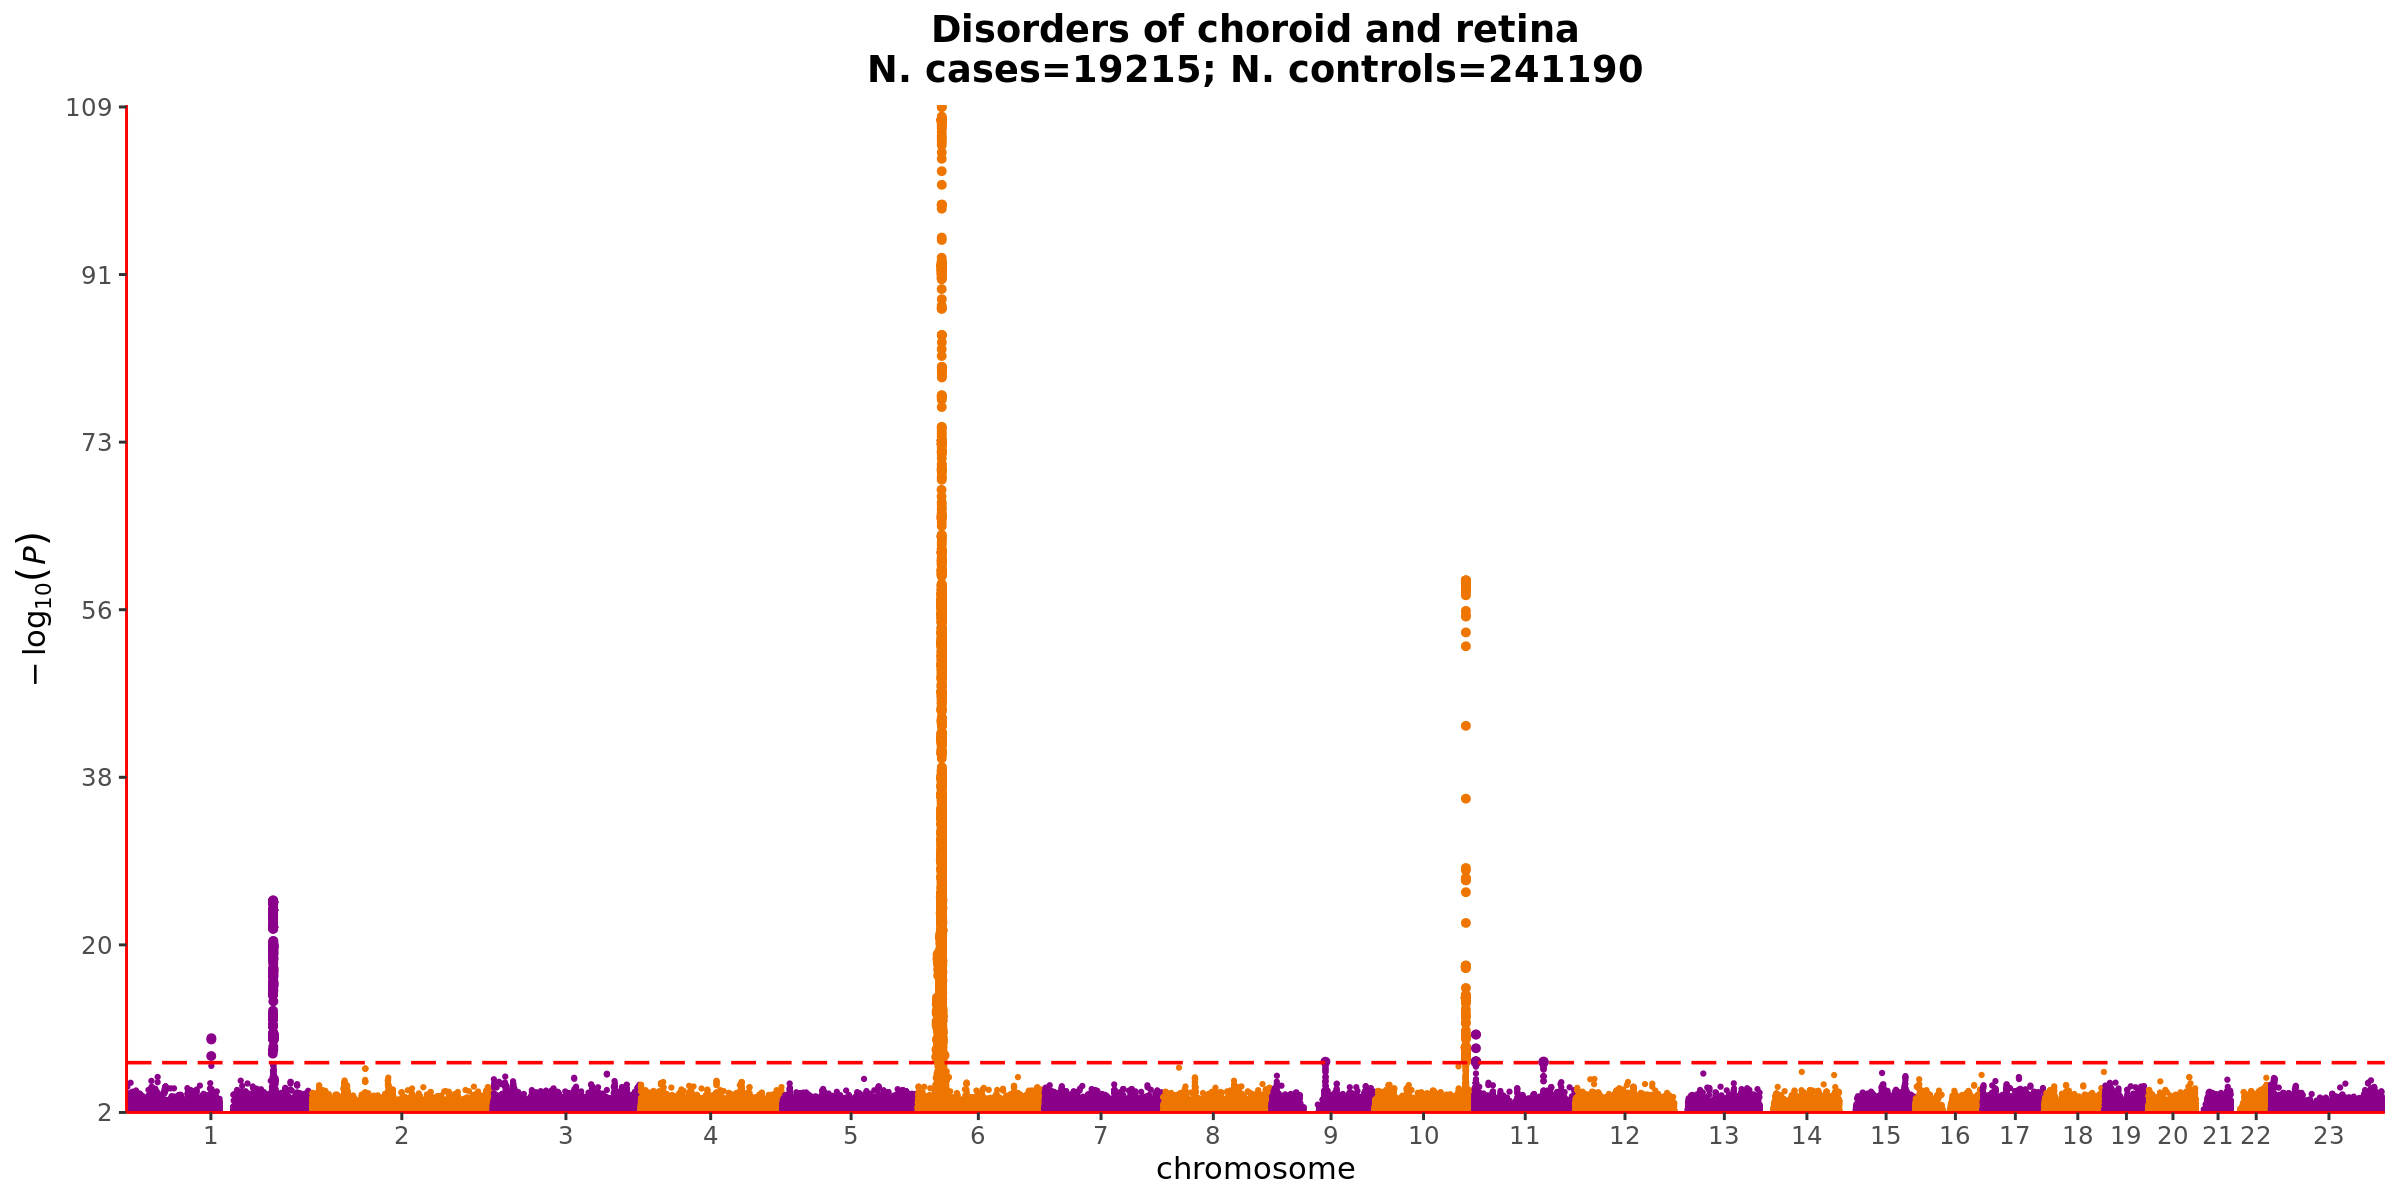 Disorders of choroid and retina
N. cases=19215; N. controls=241190
109
91
73
56
38
20
2
−log10(P)
1 2 3 4 5 6 7 8 9 10 11 12 13 14 15 16 17 18 19 20 21 22 23
chromosome